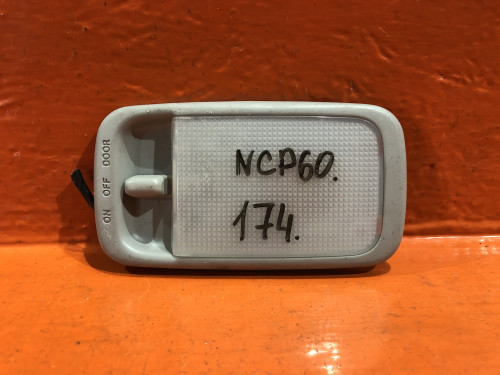 ON OFF DOOR
NCP60.
174.